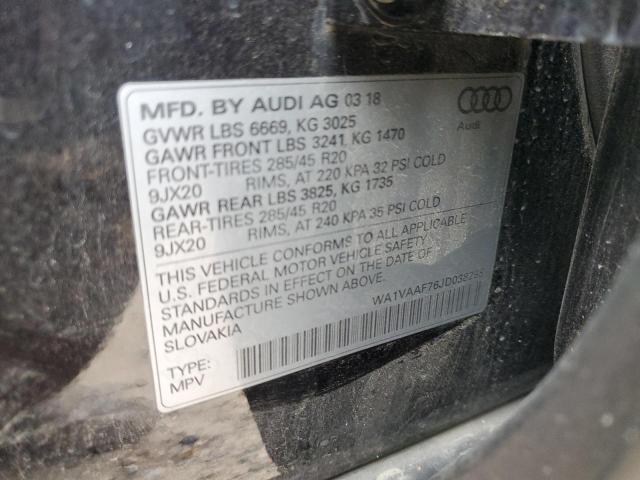 MFD. BY AUDI AG 03 18
GVWR LBS 6669, KG 3025
GAWR FRONT LBS 3241, KG 1470
FRONT-TIRES 285/45 R20
9JX20 RIMS, AT 220 KPA 32 PSI COLD
GAWR REAR LBS 3825, KG 1735
REAR-TIRES 285/45 R20
9JX20 RIMS, AT 240 KPA 35 PSI COLD
THIS VEHICLE CONFORMS TO ALL APPLICABLE
U.S. FEDERAL MOTOR VEHICLE SAFETY
STANDARDS IN EFFECT ON THE DATE OF
MANUFACTURE SHOWN ABOVE.
SLOVAKIA
TYPE:
MPV
Audi